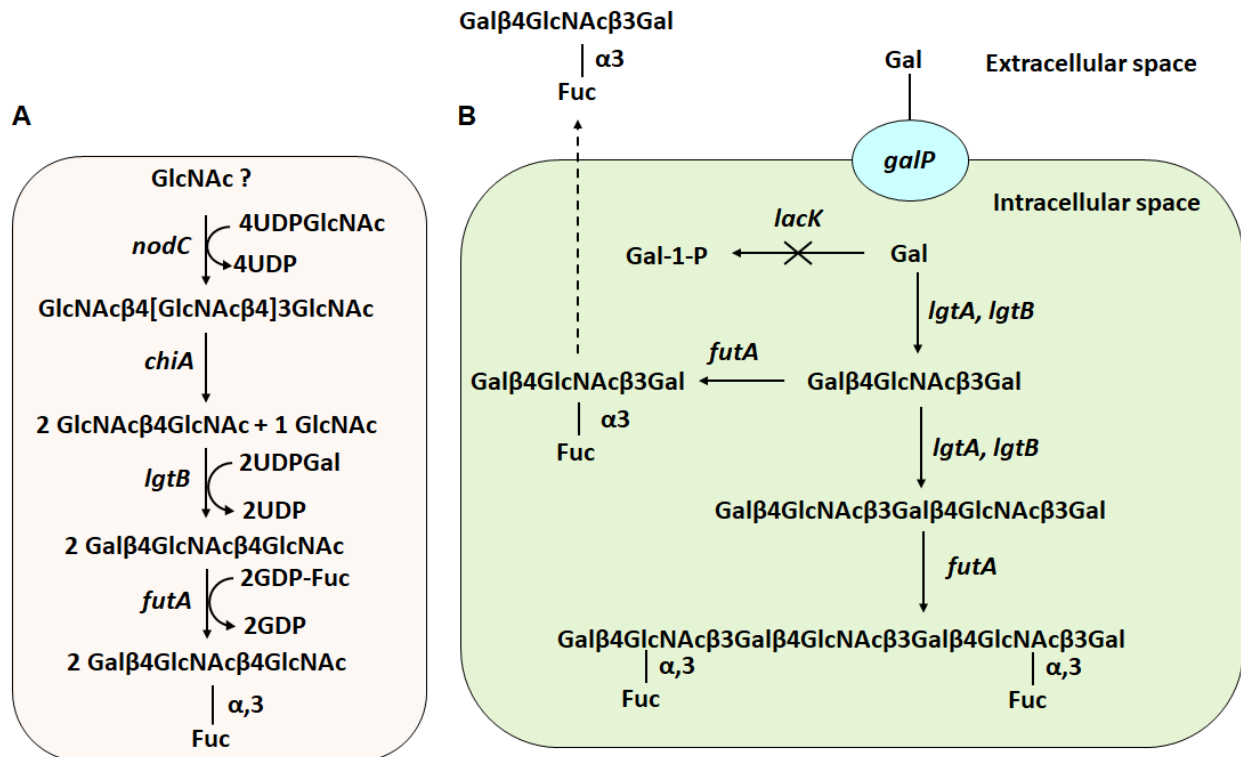 A
GlcNAc ?
nodC
4UDPGlcNAc
4UDP
GlcNAcβ4[GlcNAcβ4]3GlcNAc
chiA
2 GlcNAcβ4GlcNAc + 1 GlcNAc
lgtB
2UDPGal
2UDP
2 Galβ4GlcNAcβ4GlcNAc
futA
2GDP-Fuc
2GDP
2 Galβ4GlcNAcβ4GlcNAc
α,3
Fuc
B
Galβ4GlcNAcβ3Gal
α3
Fuc
Gal
Extracellular space
galP
Intracellular space
lacK
Gal-1-P
Gal
lgtA, lgtB
futA
Galβ4GlcNAcβ3Gal
Galβ4GlcNAcβ3Gal
α3
Fuc
lgtA, lgtB
Galβ4GlcNAcβ3Galβ4GlcNAcβ3Gal
futA
Galβ4GlcNAcβ3Galβ4GlcNAcβ3Galβ4GlcNAcβ3Gal
α,3
α,3
Fuc
Fuc